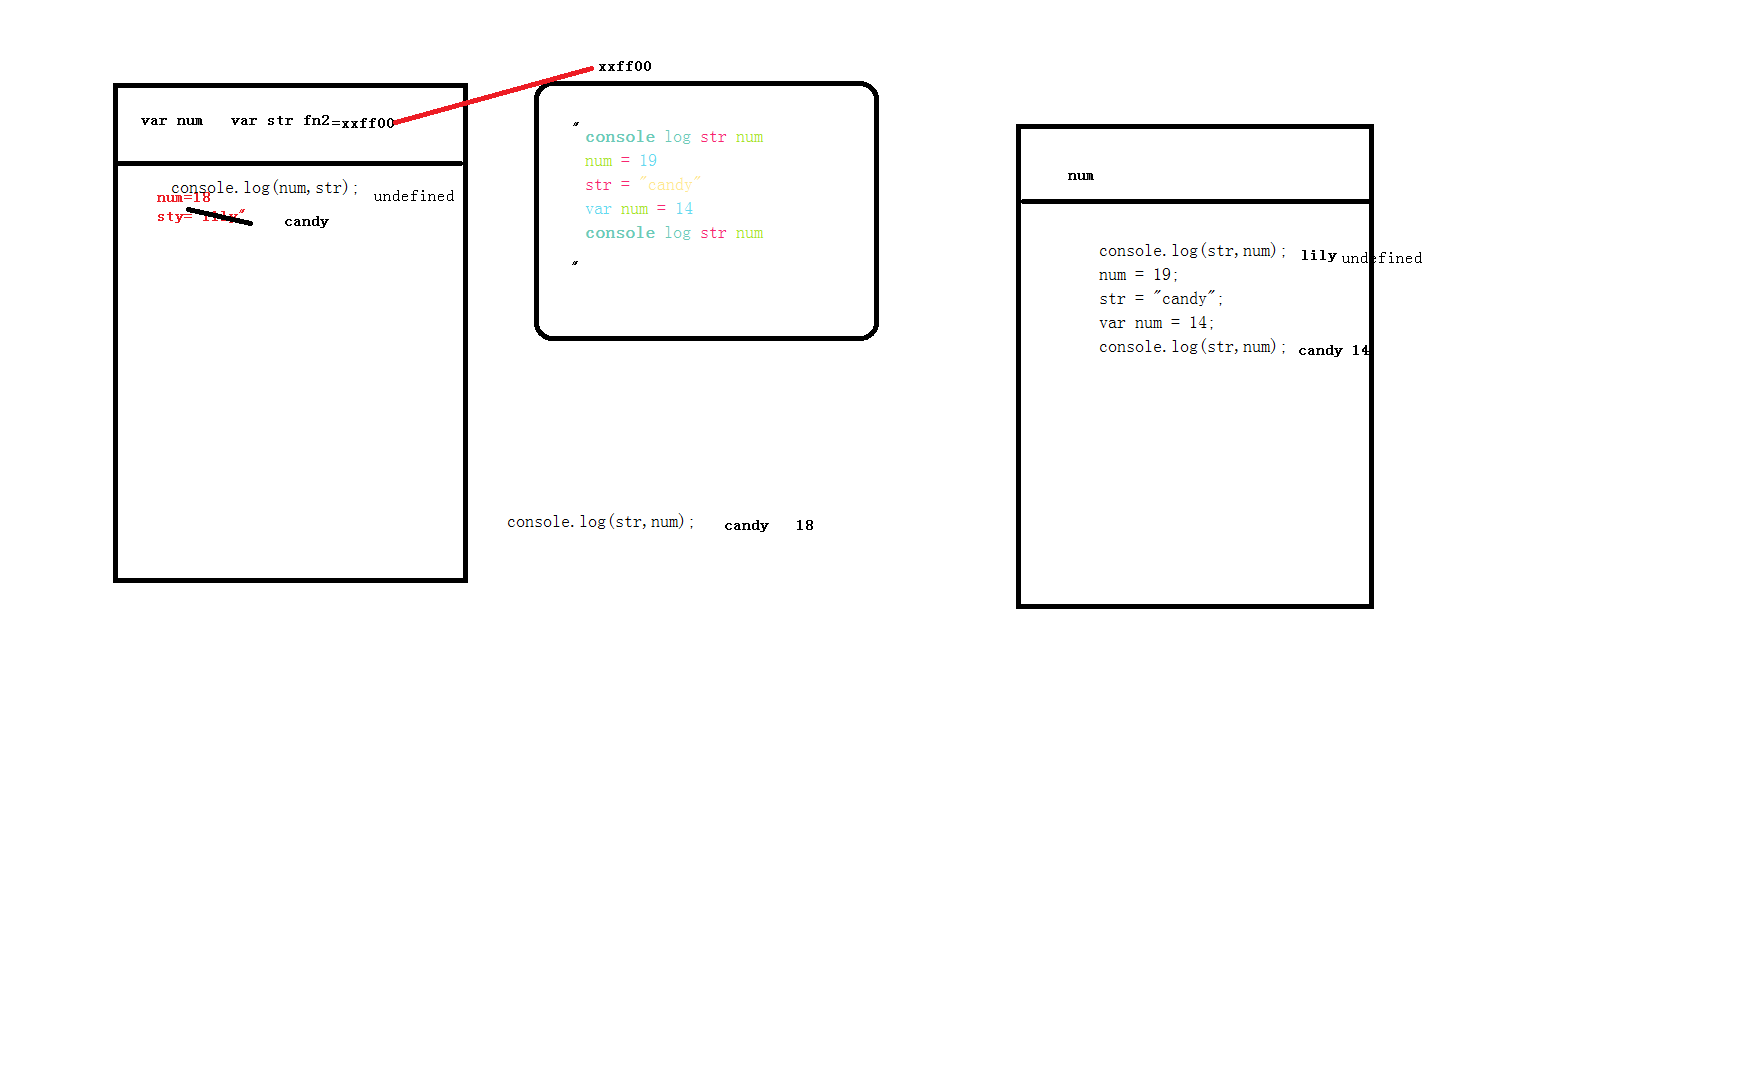 xxff00
var num var str fn2=xxff00
console.log(num,str); undefined
num=18
sty="lily"
candy
"
console log str num
num = 19
str = "candy"
var num = 14
console log str num
"
console.log(str,num); candy 18
num
console.log(str,num); lily undefined
num = 19;
str = "candy";
var num = 14;
console.log(str,num); candy 14